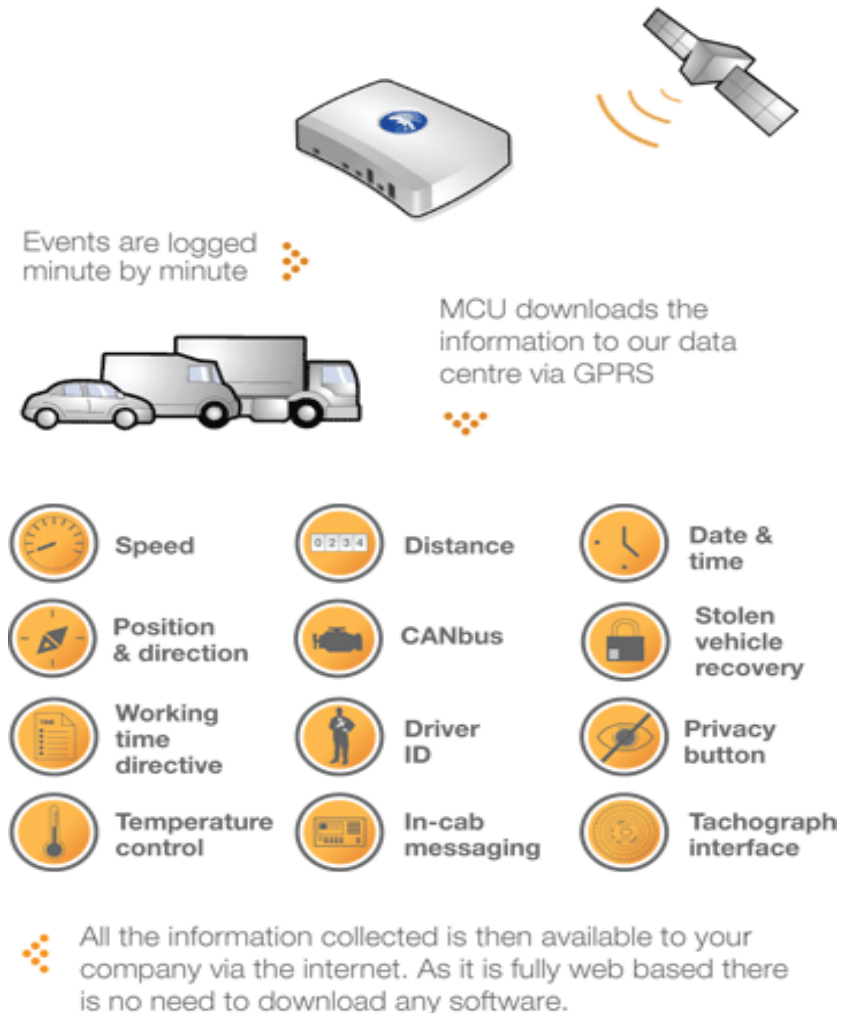 Events are logged
minute by minute
MCU downloads the
information to our data
centre via GPRS
Speed
0234
Distance
Date &
time
Position
& direction
CANbus
Stolen
vehicle
recovery
TIME
Working
time
directive
Driver
ID
Privacy
button
Temperature
control
In-cab
messaging
Tachograph
interface
All the information collected is then available to your
company via the internet. As it is fully web based there
is no need to download any software.